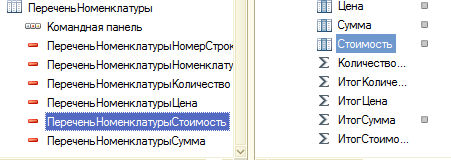 ПереченьНоменклатуры
Командная панель
ПереченьНоменклатурыНомерСтрок
ПереченьНоменклатурыНоменклату
ПереченьНоменклатурыКоличество
ПереченьНоменклатурыЦена
ПереченьНоменклатурыСтоимость
ПереченьНоменклатурыСумма
Цена
Сумма
Стоимость
Количество...
ИтогКоличе...
ИтогЦена
ИтогСумма
ИтогСтоимо...